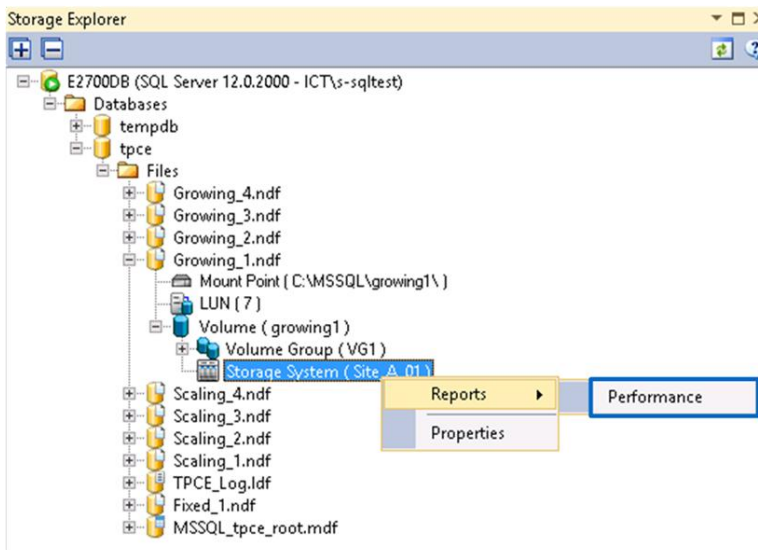 Storage Explorer
E2700DB (SQL Server 12.0.2000 - ICT\s-sqltest)
Databases
tempdb
tpce
Files
Growing_4.ndf
Growing_3.ndf
Growing_2.ndf
Growing_1.ndf
Mount Point ( C:\MSSQL\growing1\ )
LUN ( 7 )
Volume ( growing1 )
Volume Group ( VG1 )
Storage System ( Site_A_01 )
Scaling_4.ndf
Reports
Performance
Scaling_3.ndf
Scaling_2.ndf
Properties
Scaling_1.ndf
TPCE_Log.ldf
Fixed_1.ndf
MSSQL_tpce_root.mdf